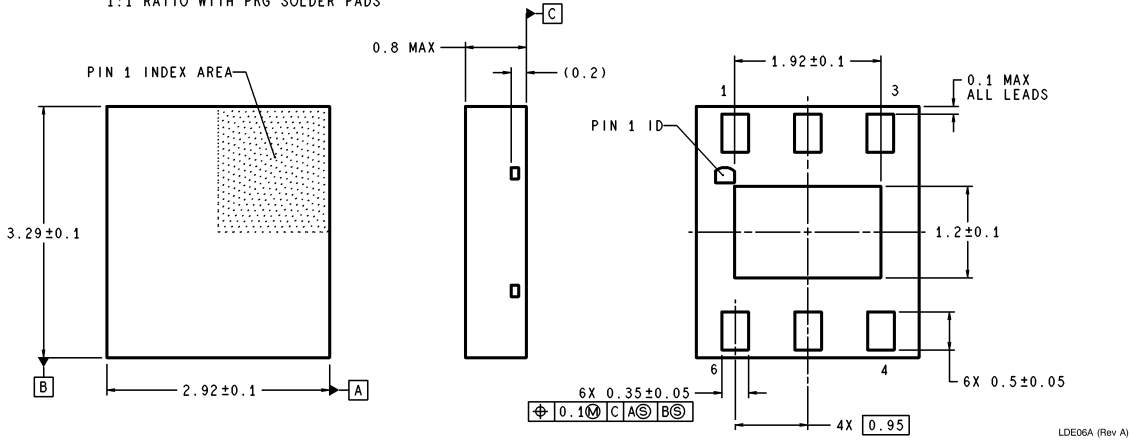 1:1 RATIO WITH PKG SOLDER PADS
C
0.8 MAX
(0.2)
PIN 1 INDEX AREA
3.29±0.1
B
2.92±0.1
A
1.92±0.1
1
3
0.1 MAX
ALL LEADS
PIN 1 ID
1.2±0.1
6
4
6X 0.35±0.05
⌖ 0.1Ⓜ C AⓈ BⓈ
6X 0.5±0.05
4X 0.95
LDE06A (Rev A)